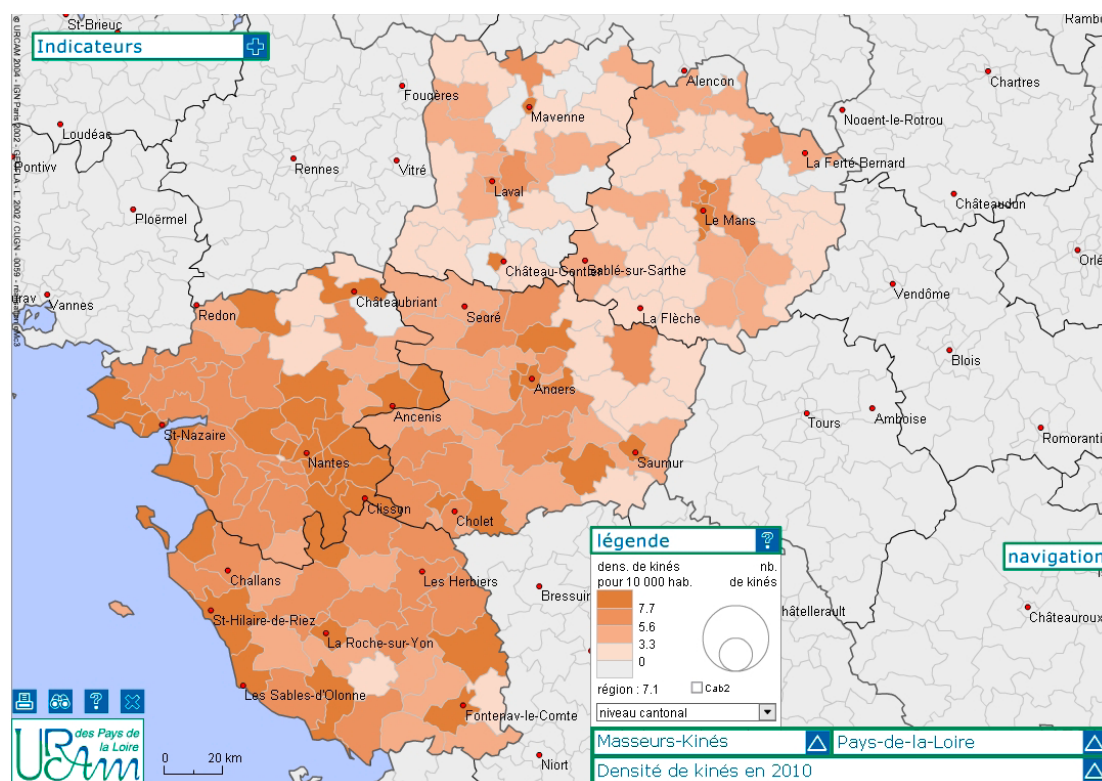 St-Brieuc
Indicateurs
Alençon
Chartres
Fougères
Mayenne
Nogent-le-Rotrou
Loudéac
Pontivy
Rennes
Vitré
La Ferté-Bernard
Laval
Ploërmel
Châteaudun
Le Mans
Château-Gontier
Sablé-sur-Sarthe
Vannes
Redon
Châteaubriant
Segré
La Flèche
Vendôme
Blois
Angers
Ancenis
Tours
Amboise
St-Nazaire
Romoranti
Nantes
Saumur
Clisson
Cholet
légende ?
navigation
dens. de kinés
pour 10 000 hab.
nb.
de kinés
7.7
5.6
3.3
0
région : 7.1
Cab2
niveau cantonal
Challans
Les Herbiers
Bressuir
hâtellerault
Châteauroux
St-Hilaire-de-Riez
La Roche-sur-Yon
Les Sables-d'Olonne
Fontenay-le-Comte
Niort
?
URCAM
des Pays de
la Loire
0 20 km
Masseurs-Kinés
Pays-de-la-Loire
Densité de kinés en 2010